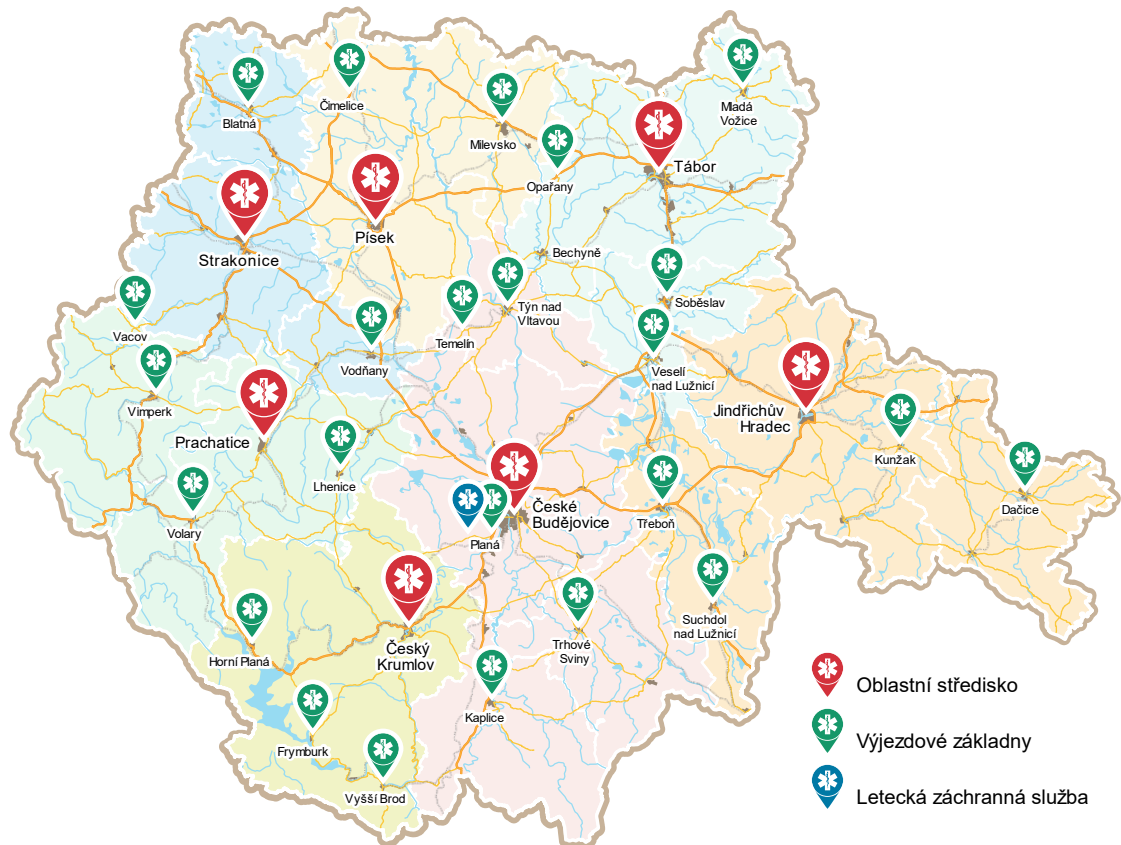 Mladá
Vožice
Čimelice
Blatná
Milevsko
Tábor
Opařany
Písek
Bechyně
Strakonice
Soběslav
Týn nad
Vltavou
Vacov
Temelín
Vodňany
Veselí
nad Lužnicí
Vimperk
Jindřichův
Hradec
Prachatice
Kunžak
Lhenice
České
Budějovice
Dačice
Třeboň
Volary
Planá
Suchdol
nad Lužnicí
Trhové
Sviny
Český
Krumlov
Horní Planá
Kaplice
Frymburk
Vyšší Brod
Oblastní středisko
Výjezdové základny
Letecká záchranná služba